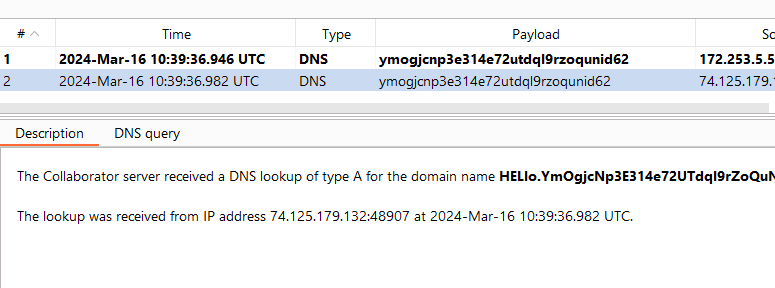 # Time Type Payload Sc
1 2024-Mar-16 10:39:36.946 UTC DNS ymogjcnp3e314e72utdql9rzoqunid62 172.253.5.5
2 2024-Mar-16 10:39:36.982 UTC DNS ymogjcnp3e314e72utdql9rzoqunid62 74.125.179.1
Description DNS query
The Collaborator server received a DNS lookup of type A for the domain name HELlo.YmOgjcNp3E314e72UTdql9rZoQuN
The lookup was received from IP address 74.125.179.132:48907 at 2024-Mar-16 10:39:36.982 UTC.